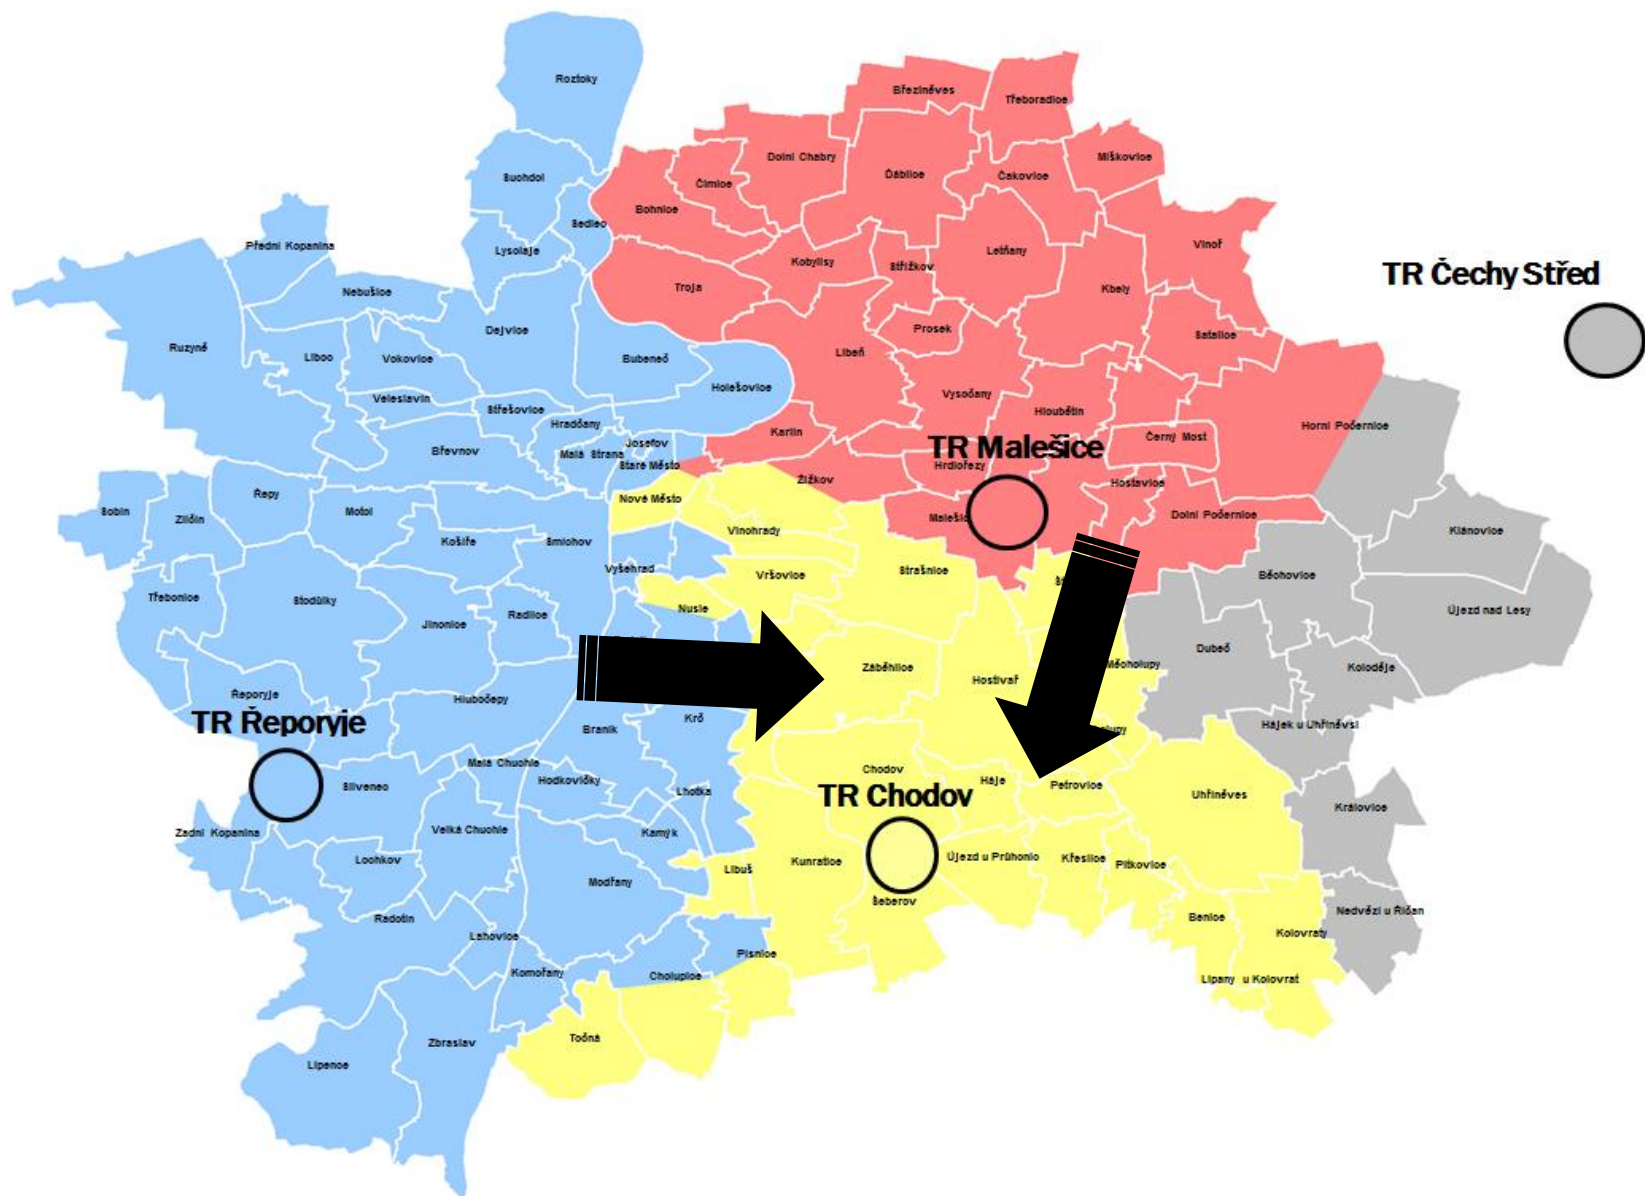 Roztoky
Březiněves
Třeboradice
Dolní Chabry
Miškovice
Ďáblice
Čakovice
Suchdol
Čimice
Bohnice
Sedlec
Přední Kopanina
Lysolaje
Letňany
Vinoř
Kobylisy
Střížkov
TR Čechy Střed
Nebušice
Troja
Kbely
Dejvice
Prosek
Satalice
Ruzyně
Liboc
Vokovice
Bubeneč
Libeň
Holešovice
Veleslavín
Vysočany
Střešovice
Hloubětín
Hradčany
Karlín
Horní Počernice
Josefov
Černý Most
Břevnov
Malá Strana
TR Malešice
Staré Město
Hrdlořezy
Žižkov
Hostavice
Řepy
Nové Město
Sobín
Zličín
Motol
Malešic
Dolní Počernice
Vinohrady
Klánovice
Košíře
Smíchov
Vyšehrad
Vršovice
Strašnice
Běchovice
Třebonice
Stodůlky
Nusle
Újezd nad Lesy
Radlice
Jinonice
Dubeč
Záběhlice
Měcholupy
Koloděje
Hostivař
Řeporyje
Hlubočepy
TR Řeporyje
Krč
Braník
Hájek u Uhříněvsi
Malá Chuchle
Chodov
Hodkovičky
Háje
Slivenec
Lhotka
Petrovice
Uhříněves
TR Chodov
Královice
Zadní Kopanina
Velká Chuchle
Kamýk
Lochkov
Kunratice
Újezd u Průhonic
Křeslice
Pitkovice
Libuš
Modřany
Šeberov
Radotín
Benice
Nedvězí u Říčan
Lahovice
Kolovraty
Písnice
Komořany
Cholupice
Lipany u Kolovrat
Točná
Zbraslav
Lipence